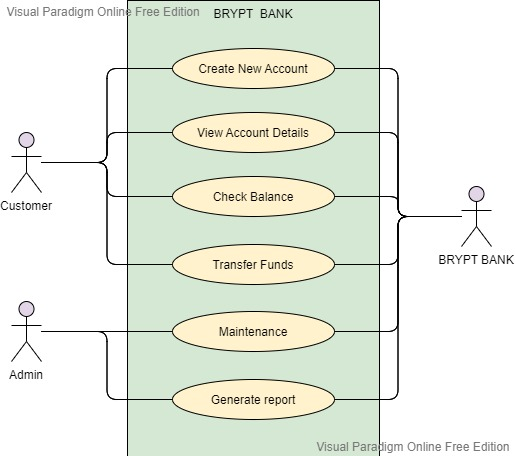 Visual Paradigm Online Free Edition
BRYPT BANK
Create New Account
View Account Details
Customer
Check Balance
BRYPT BANK
Transfer Funds
Maintenance
Admin
Generate report
Visual Paradigm Online Free Edition